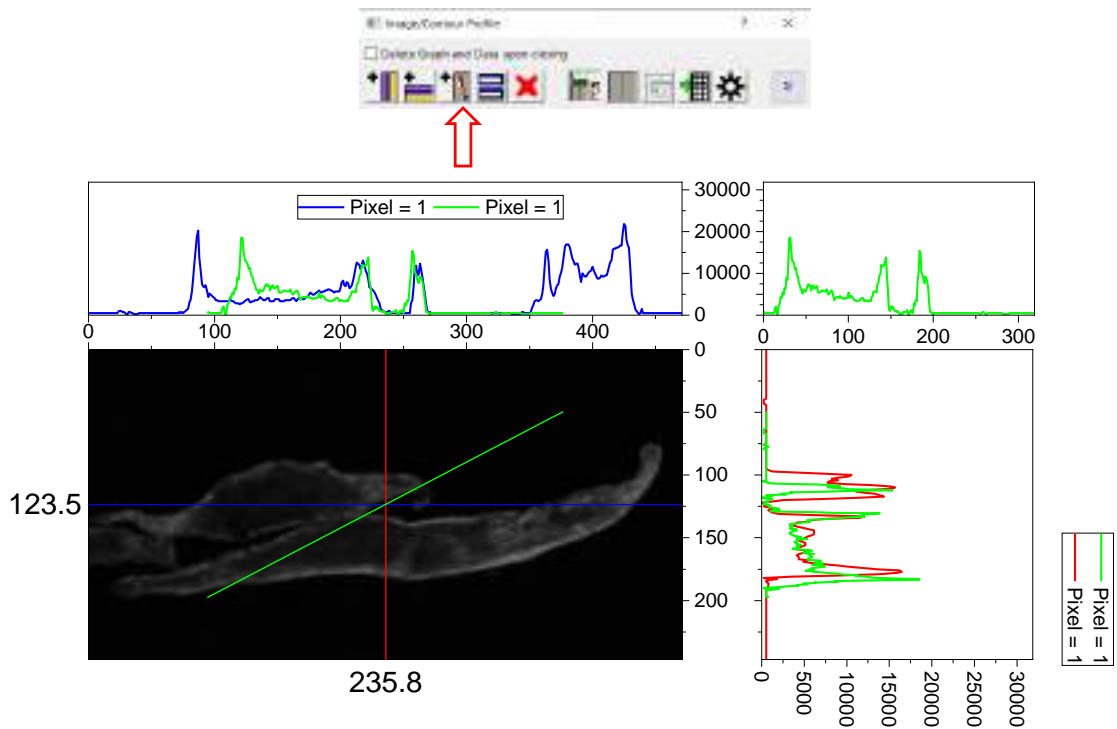 Image/Contour Profile ? ×
Delete Graph and Data upon closing
Pixel = 1 Pixel = 1
30000
20000
10000
0
0 100 200 300 400
30000
20000
10000
0
0 100 200 300
0
50
100
150
200
123.5
235.8
0 5000 10000 15000 20000 25000 30000
Pixel = 1
Pixel = 1